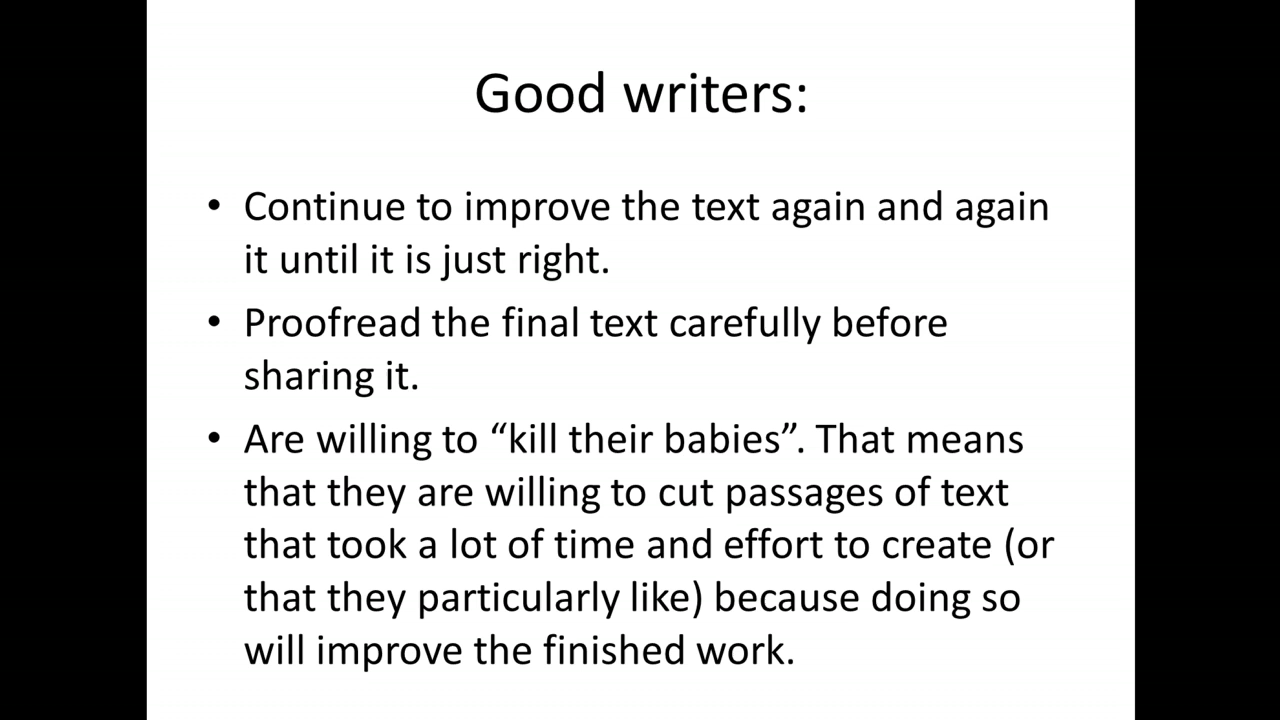 Good writers:
• Continue to improve the text again and again
it until it is just right.
• Proofread the final text carefully before
sharing it.
• Are willing to “kill their babies”. That means
that they are willing to cut passages of text
that took a lot of time and effort to create (or
that they particularly like) because doing so
will improve the finished work.